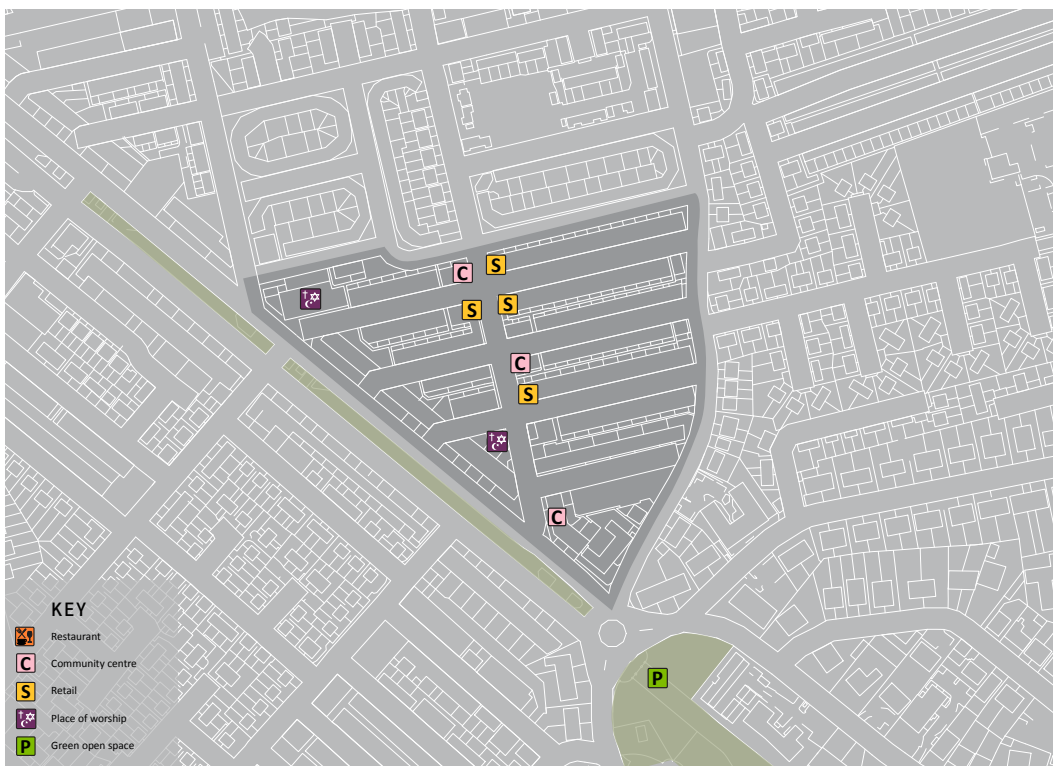 C S
S S
C
S
C
KEY
Restaurant
C Community centre
S Retail
P
Place of worship
P Green open space